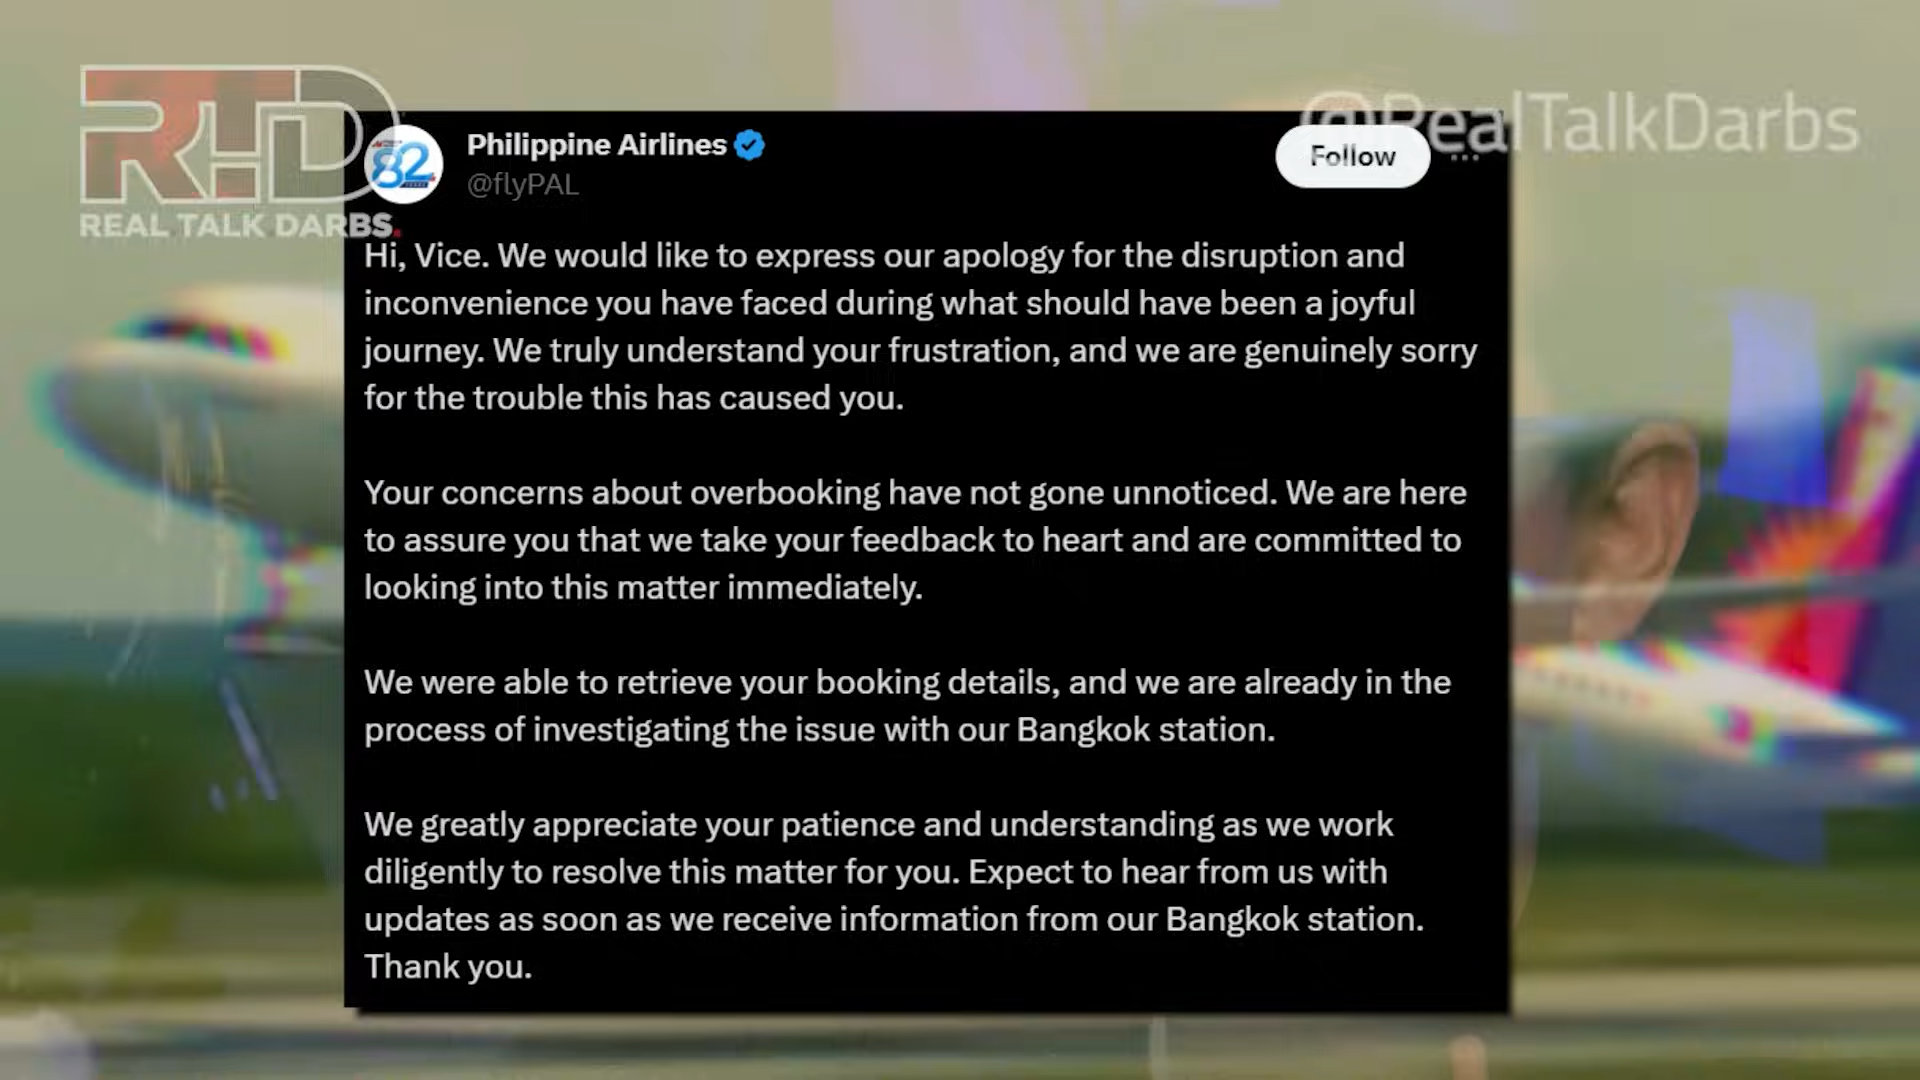 RTD
REAL TALK DARBS.
@RealTalkDarbs
82
Philippine Airlines
@flyPAL
Follow
Hi, Vice. We would like to express our apology for the disruption and
inconvenience you have faced during what should have been a joyful
journey. We truly understand your frustration, and we are genuinely sorry
for the trouble this has caused you.
Your concerns about overbooking have not gone unnoticed. We are here
to assure you that we take your feedback to heart and are committed to
looking into this matter immediately.
We were able to retrieve your booking details, and we are already in the
process of investigating the issue with our Bangkok station.
We greatly appreciate your patience and understanding as we work
diligently to resolve this matter for you. Expect to hear from us with
updates as soon as we receive information from our Bangkok station.
Thank you.